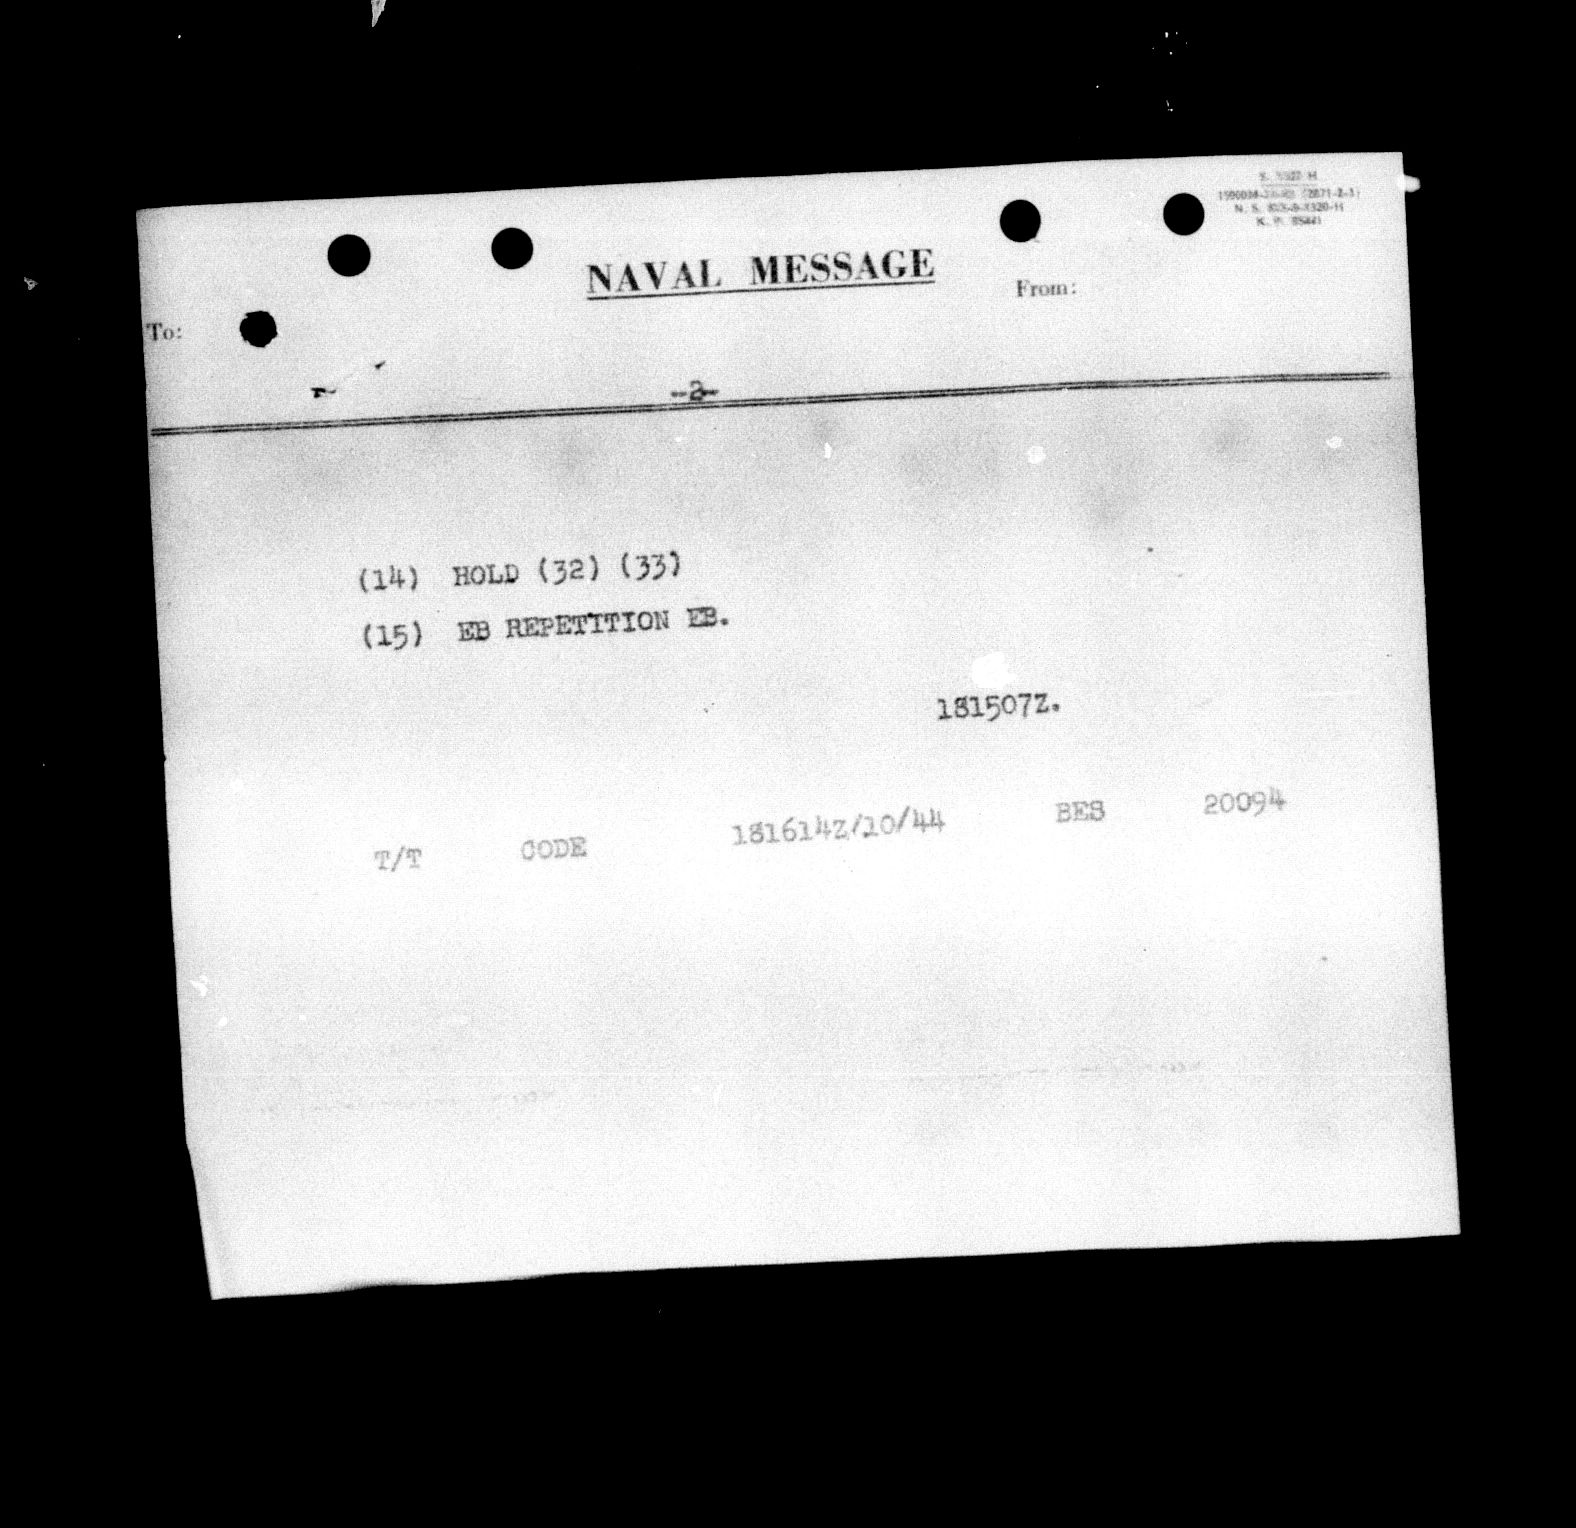 NAVAL MESSAGE
To:
From:
-2-
(14) HOLD (32) (33)
(15) EB REPETITION EB.
181507Z.
T/T CODE 181614Z/10/44 BES 20094